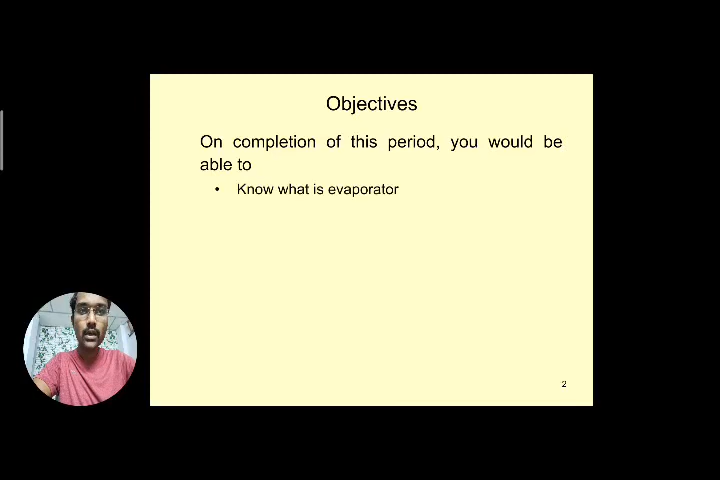 Objectives
On completion of this period, you would be
able to
• Know what is evaporator
2